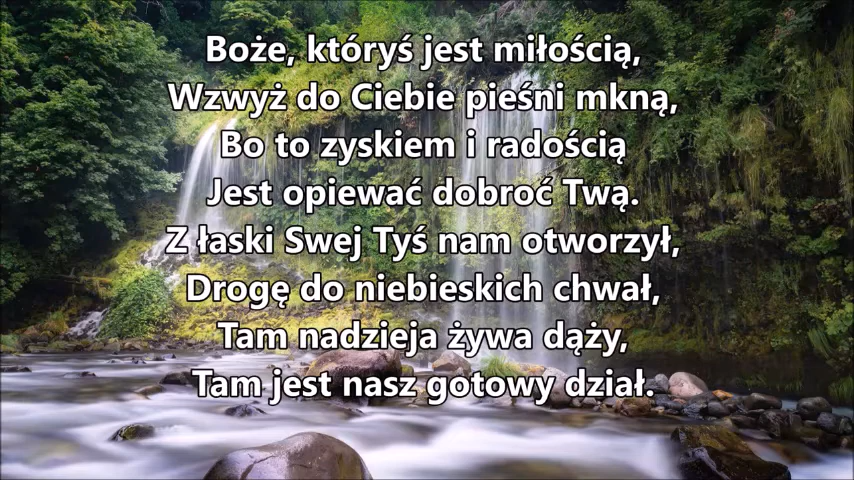 Boże, któryś jest miłością,
Wzwyż do Ciebie pieśni mkną,
Bo to zyskiem i radością
Jest opiewać dobroć Twą.
Z łaski Swej Tyś nam otworzył,
Drogę do niebieskich chwał,
Tam nadzieja żywa dąży,
Tam jest nasz gotowy dział.